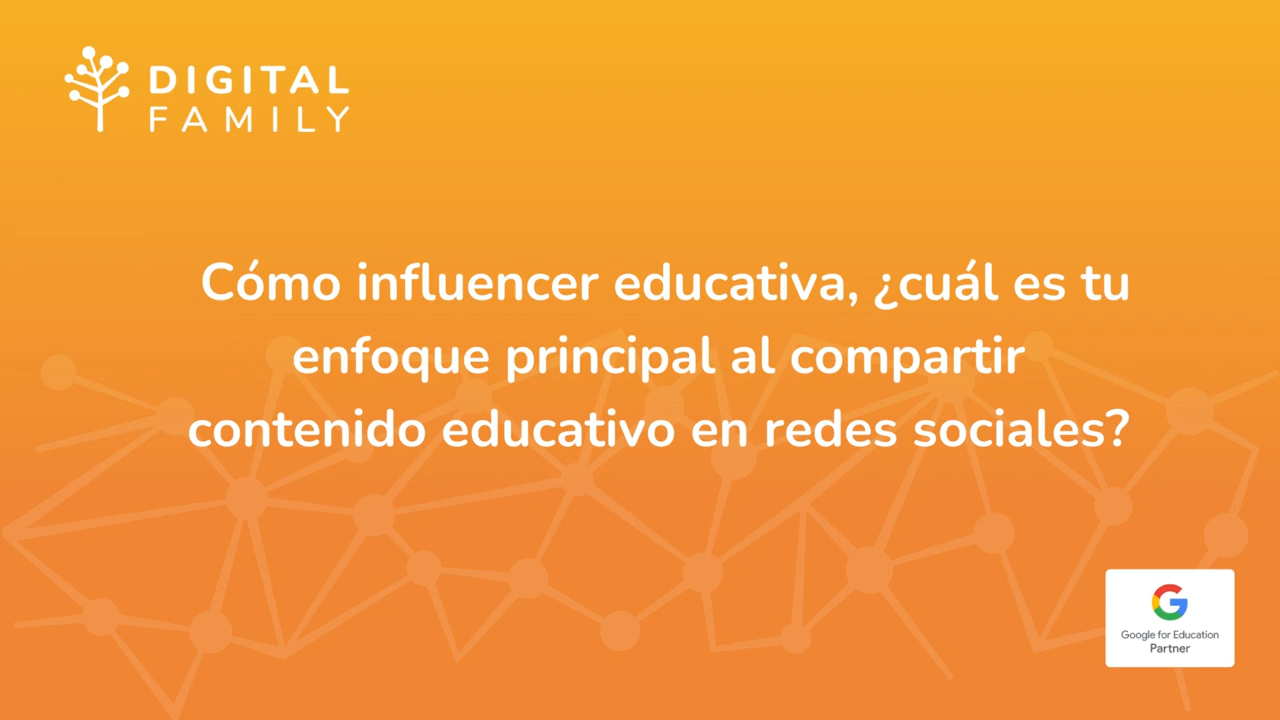 DIGITAL
FAMILY
Cómo influencer educativa, ¿cuál es tu
enfoque principal al compartir
contenido educativo en redes sociales?
Google for Education
Partner